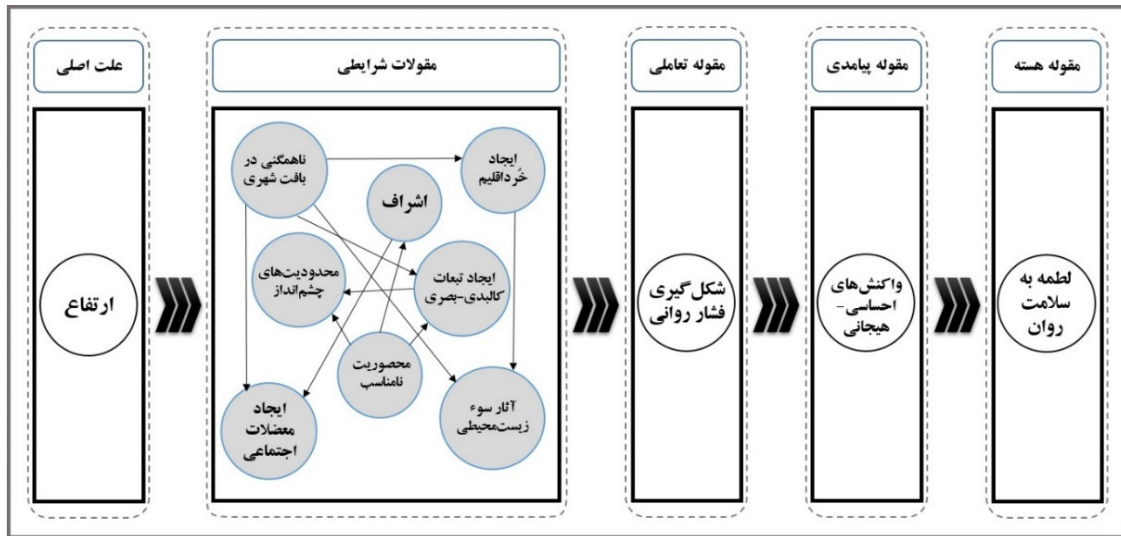 علت اصلی
مقولات شرایطی
مقوله تعاملی
مقوله پیامدی
مقوله هسته
ارتفاع
ناهمگنی در
بافت شهری
ایجاد
خُرداقلیم
اشراف
محدودیت‌های
چشم‌انداز
ایجاد تبعات
کالبدی-بصری
محصوریت
نامناسب
ایجاد
معضلات
اجتماعی
آثار سوء
زیست‌محیطی
شکل‌گیری
فشار روانی
واکنش‌های
احساسی-
هیجانی
لطمه به
سلامت
روان